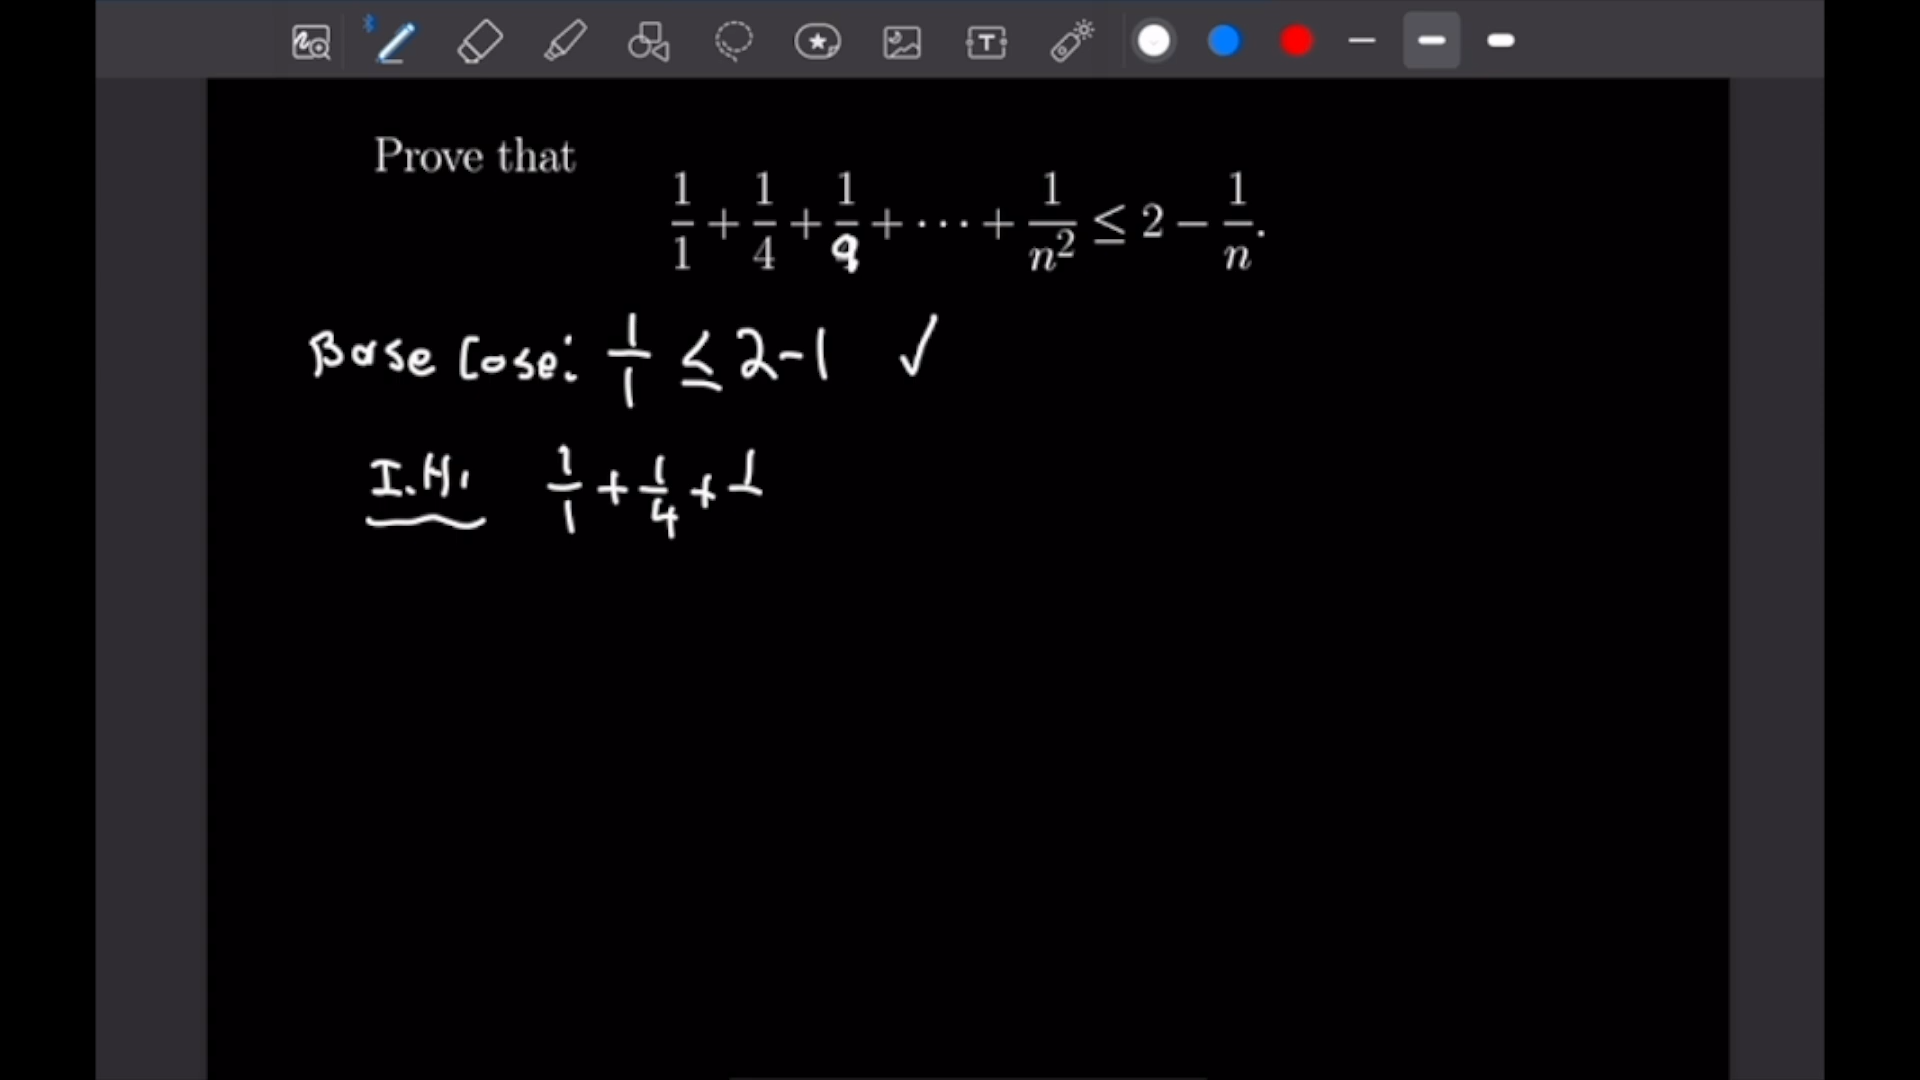 Prove that
1/1 + 1/4 + 1/9 + ··· + 1/n² ≤ 2 − 1/n.
Base Case: 1/1 ≤ 2-1 ✓
I.H. 1/1 + 1/4 + 1